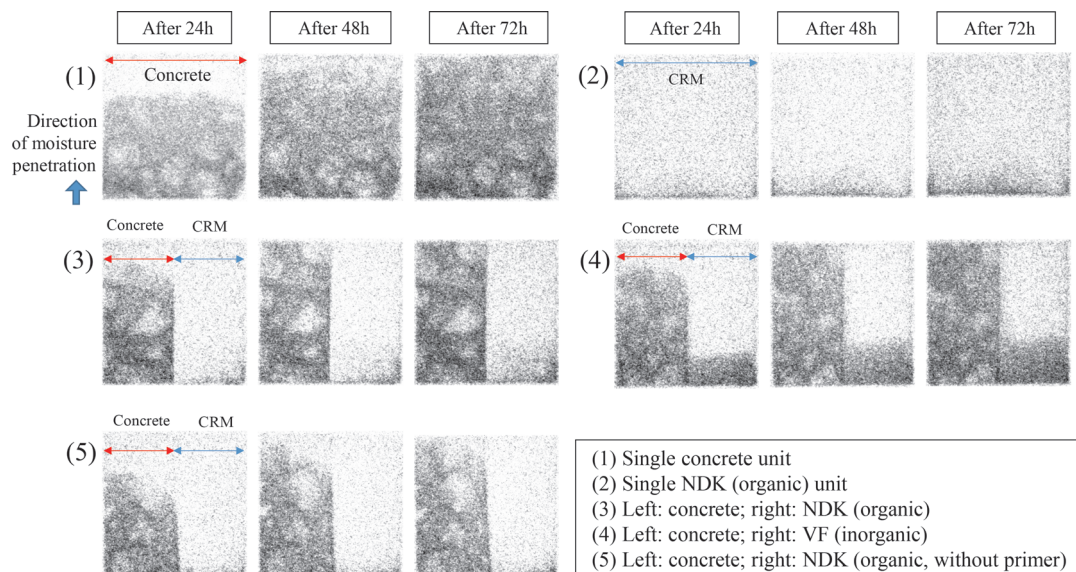 After 24h
After 48h
After 72h
After 24h
After 48h
After 72h
(1)
Concrete
(2)
CRM
Direction
of moisture
penetration
Concrete
CRM
(3)
Concrete
CRM
(4)
Concrete
CRM
(5)
(1) Single concrete unit
(2) Single NDK (organic) unit
(3) Left: concrete; right: NDK (organic)
(4) Left: concrete; right: VF (inorganic)
(5) Left: concrete; right: NDK (organic, without primer)